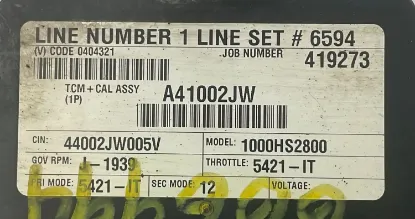 LINE NUMBER 1 LINE SET # 6594
(V) CODE 0404321 JOB NUMBER 419273
TCM + CAL ASSY
(1P) A41002JW
CIN: 44002JW005V MODEL: 1000HS2800
GOV RPM: J-1939 THROTTLE: 5421-IT
PRI MODE: 5421-IT SEC MODE: 12 VOLTAGE: